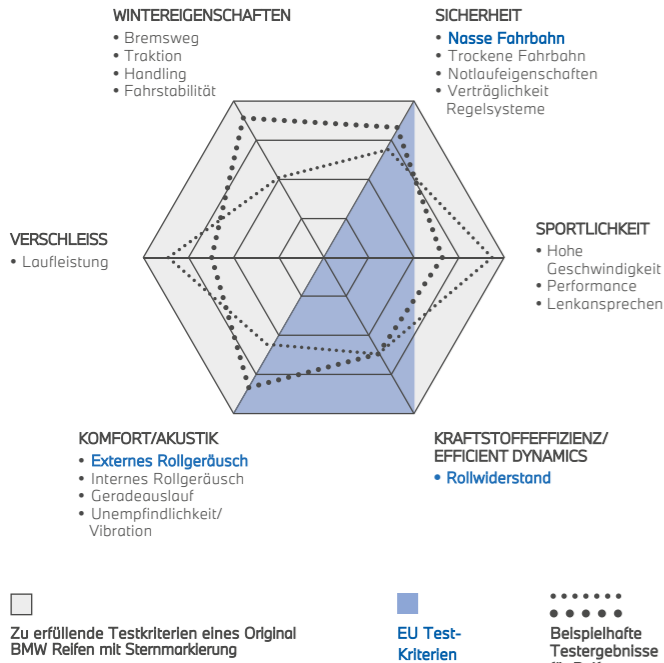 WINTEREIGENSCHAFTEN
• Bremsweg
• Traktion
• Handling
• Fahrstabilität
SICHERHEIT
• Nasse Fahrbahn
• Trockene Fahrbahn
• Notlaufeigenschaften
• Verträglichkeit
Regelsysteme
VERSCHLEISS
• Laufleistung
SPORTLICHKEIT
• Hohe
Geschwindigkeit
• Performance
• Lenkansprechen
KOMFORT/AKUSTIK
• Externes Rollgeräusch
• Internes Rollgeräusch
• Geradeauslauf
• Unempfindlichkeit/
Vibration
KRAFTSTOFFEFFIZIENZ/
EFFICIENT DYNAMICS
• Rollwiderstand
Zu erfüllende Testkriterien eines Original
BMW Reifen mit Sternmarkierung
EU Test-
Kriterien
Beispielhafte
Testergebnisse